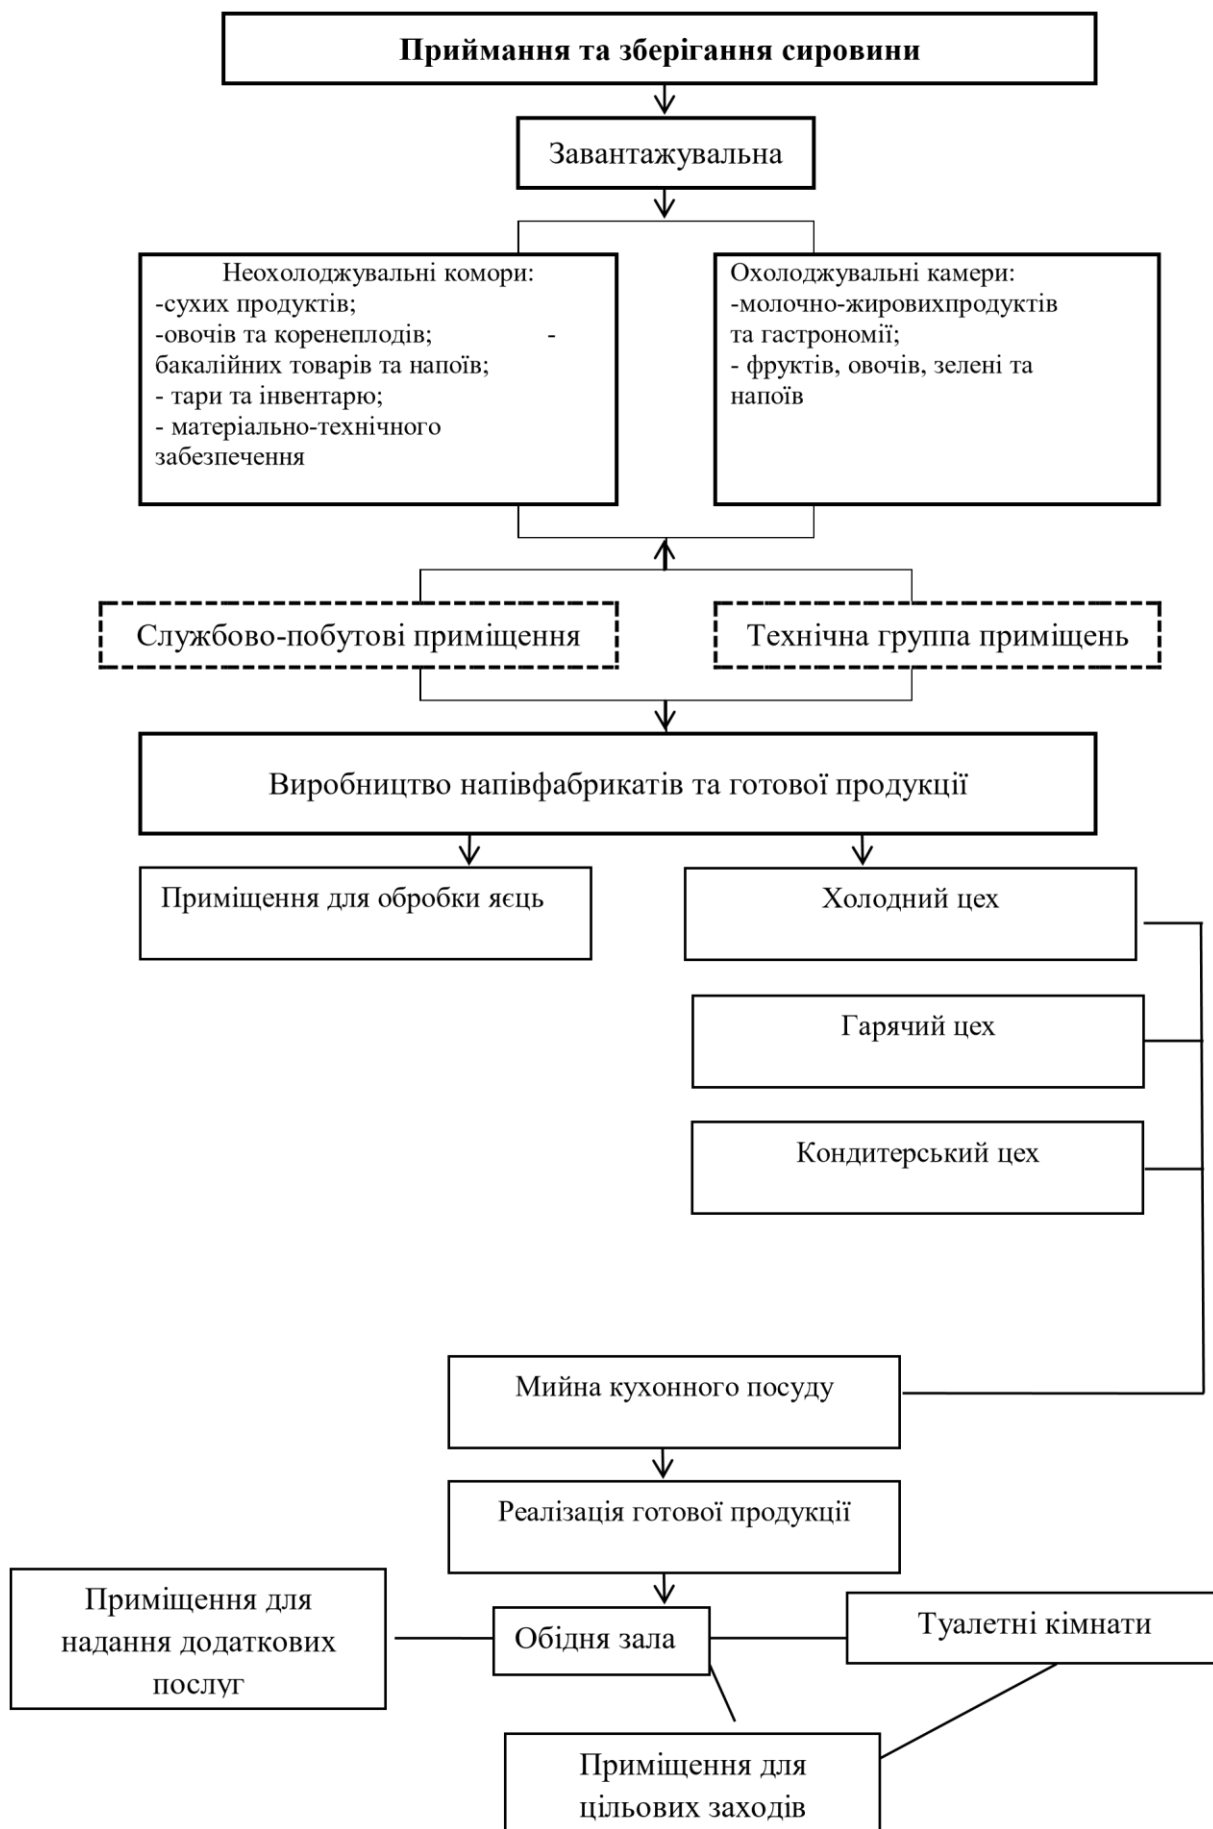 Приймання та зберігання сировини
Завантажувальна
Неохолоджувальні комори:
-сухих продуктів;
-овочів та коренеплодів; -
бакалійних товарів та напоїв;
- тари та інвентарю;
- матеріально-технічного
забезпечення
Охолоджувальні камери:
-молочно-жировихпродуктів
та гастрономії;
- фруктів, овочів, зелені та
напоїв
Службово-побутові приміщення
Технічна группа приміщень
Виробництво напівфабрикатів та готової продукції
Приміщення для обробки яєць
Холодний цех
Гарячий цех
Кондитерський цех
Мийна кухонного посуду
Реалізація готової продукції
Приміщення для
надання додаткових
послуг
Обідня зала
Туалетні кімнати
Приміщення для
цільових заходів